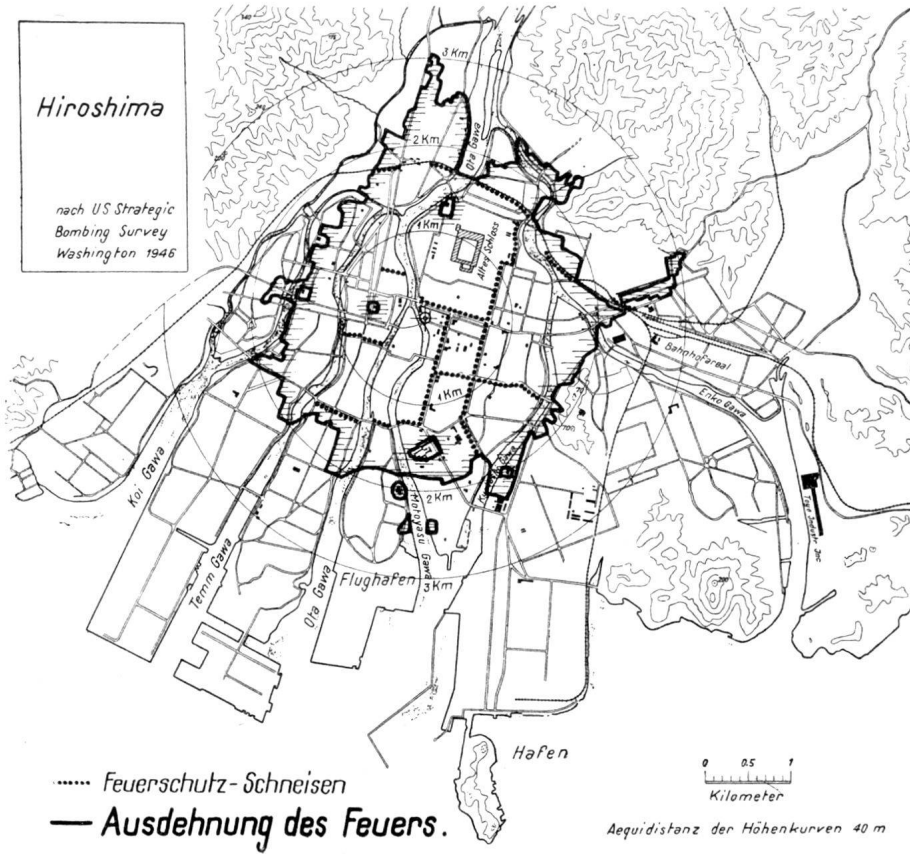 Hiroshima
nach US Strategic
Bombing Survey
Washington 1946
3 Km
2 Km
Ota Gawa
1 Km
Altes Schloss
Bahnhofareal
Enko Gawa
1 Km
Koi Gawa
2 Km
Motoyasu Gawa
Temm Gawa
Ota Gawa
Flughafen
3 Km
Hafen
0 0.5 1
Kilometer
Feuerschutz-Schneisen
Ausdehnung des Feuers.
Aequidistanz der Höhenkurven 40 m